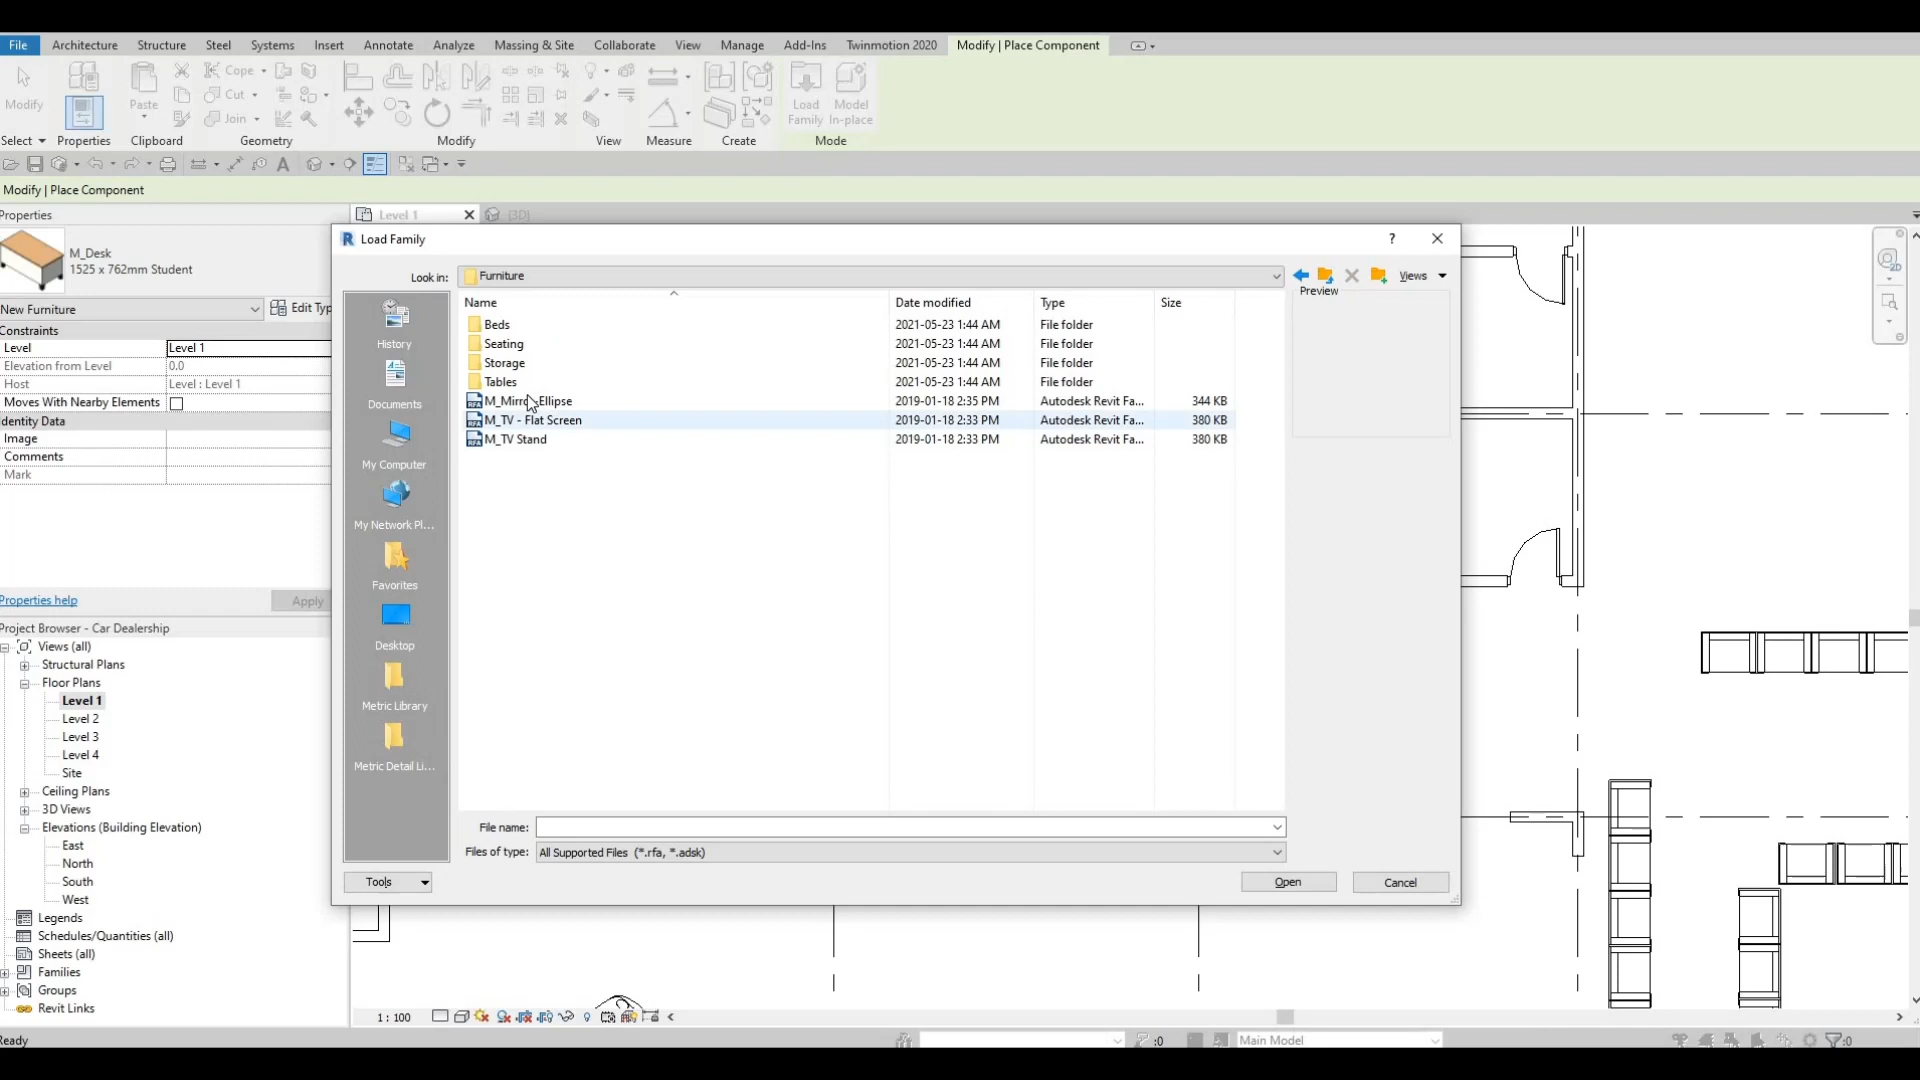 File Architecture Structure Steel Systems Insert Annotate Analyze Massing & Site Collaborate View Manage Add-Ins Twinmotion 2020 Modify | Place Component
Modify Paste Cope Cut Join Load Family Model In-place
Select Properties Clipboard Geometry Modify View Measure Create Mode
Modify | Place Component
Properties
Level 1 {3D}
M_Desk
1525 x 762mm Student
New Furniture Edit Typ
Constraints
Level Level 1
Elevation from Level 0.0
Host Level : Level 1
Moves With Nearby Elements
Identity Data
Image
Comments
Mark
Properties help Apply
Project Browser - Car Dealership
Views (all)
Structural Plans
Floor Plans
Level 1
Level 2
Level 3
Level 4
Site
Ceiling Plans
3D Views
Elevations (Building Elevation)
East
North
South
West
Legends
Schedules/Quantities (all)
Sheets (all)
Families
Groups
Revit Links
Load Family
Look in: Furniture Views
Preview
History
Documents
My Computer
My Network Pl...
Favorites
Desktop
Metric Library
Metric Detail Li...
Name Date modified Type Size
Beds 2021-05-23 1:44 AM File folder
Seating 2021-05-23 1:44 AM File folder
Storage 2021-05-23 1:44 AM File folder
Tables 2021-05-23 1:44 AM File folder
M_Mirror Ellipse 2019-01-18 2:35 PM Autodesk Revit Fa... 344 KB
M_TV - Flat Screen 2019-01-18 2:33 PM Autodesk Revit Fa... 380 KB
M_TV Stand 2019-01-18 2:33 PM Autodesk Revit Fa... 380 KB
File name:
Files of type: All Supported Files (*.rfa, *.adsk)
Tools Open Cancel
1 : 100
Ready :0 Main Model :0